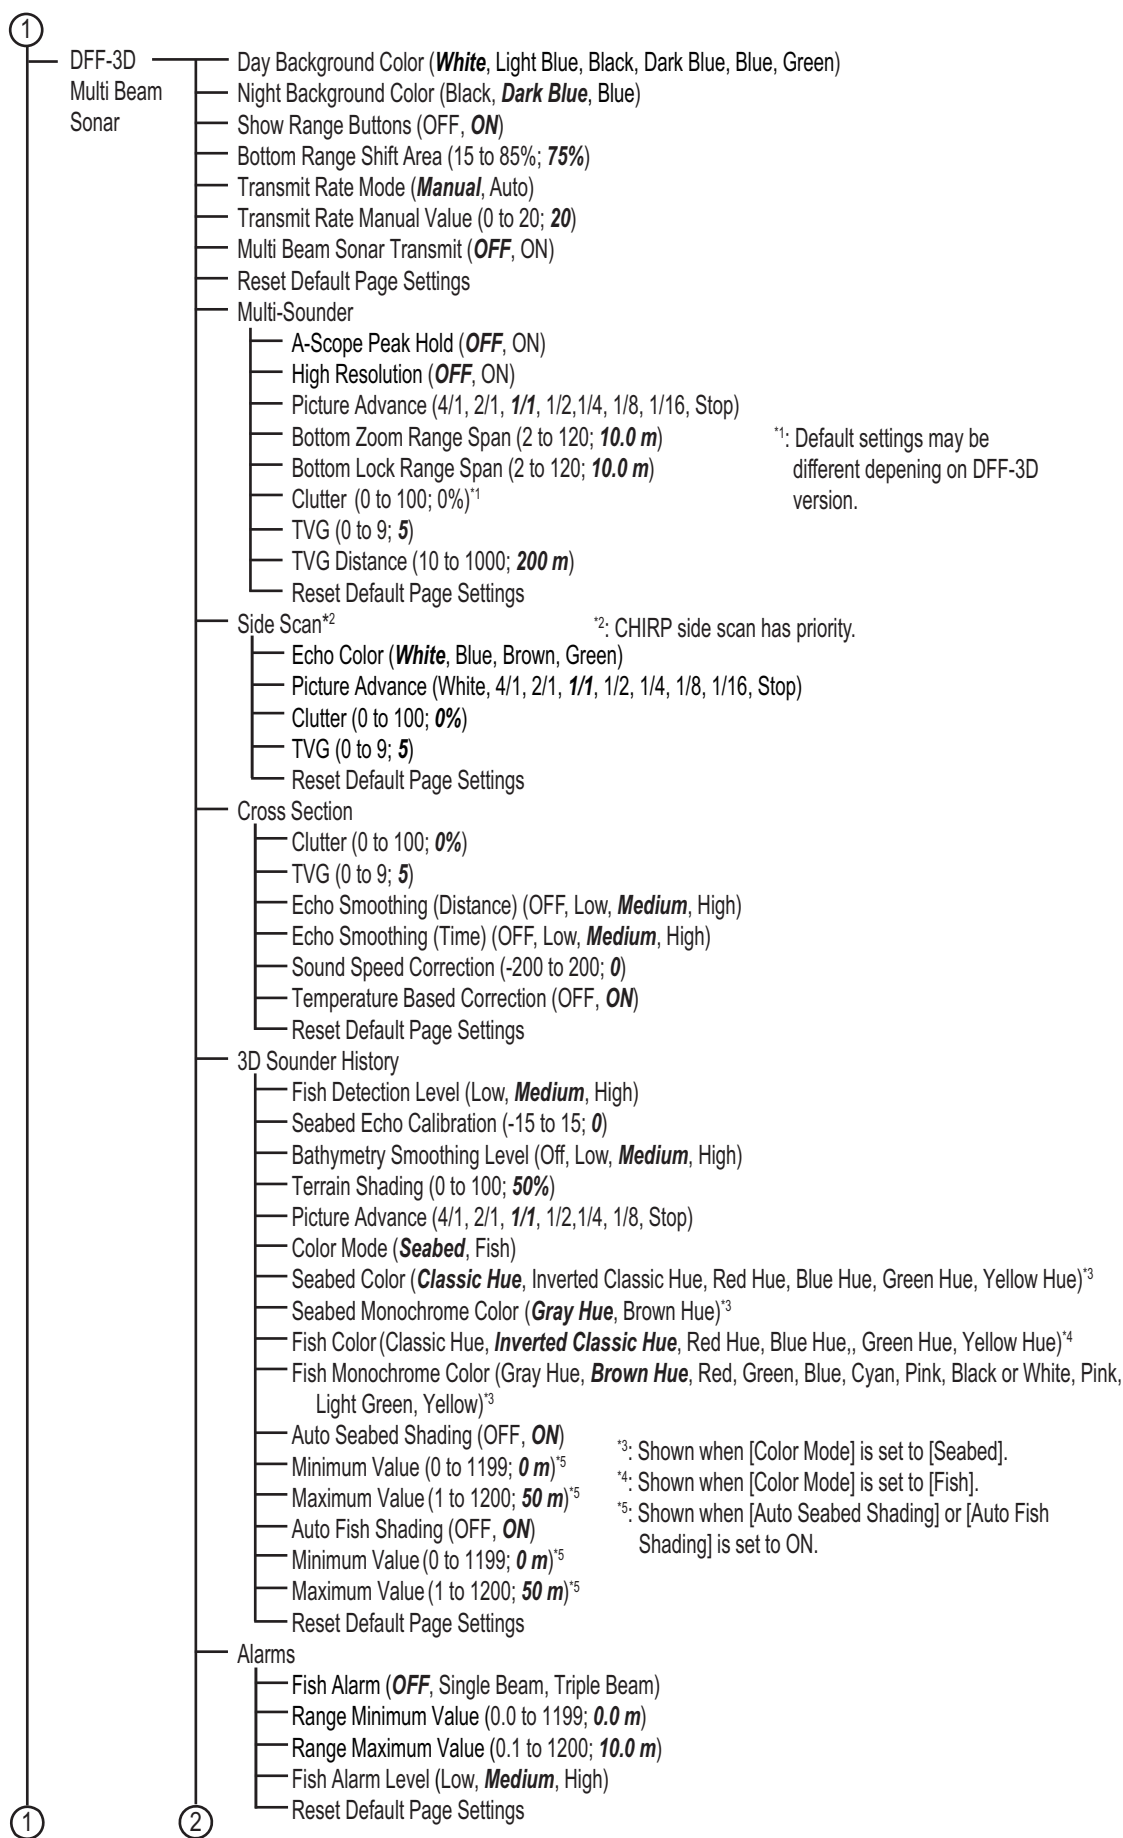 1
DFF-3D
Multi Beam
Sonar
Day Background Color (White, Light Blue, Black, Dark Blue, Blue, Green)
Night Background Color (Black, Dark Blue, Blue)
Show Range Buttons (OFF, ON)
Bottom Range Shift Area (15 to 85%; 75%)
Transmit Rate Mode (Manual, Auto)
Transmit Rate Manual Value (0 to 20; 20)
Multi Beam Sonar Transmit (OFF, ON)
Reset Default Page Settings
Multi-Sounder
A-Scope Peak Hold (OFF, ON)
High Resolution (OFF, ON)
Picture Advance (4/1, 2/1, 1/1, 1/2,1/4, 1/8, 1/16, Stop)
Bottom Zoom Range Span (2 to 120; 10.0 m)
Bottom Lock Range Span (2 to 120; 10.0 m)
Clutter (0 to 100; 0%)*1
TVG (0 to 9; 5)
TVG Distance (10 to 1000; 200 m)
Reset Default Page Settings
*1: Default settings may be
different depening on DFF-3D
version.
Side Scan*2
*2: CHIRP side scan has priority.
Echo Color (White, Blue, Brown, Green)
Picture Advance (White, 4/1, 2/1, 1/1, 1/2, 1/4, 1/8, 1/16, Stop)
Clutter (0 to 100; 0%)
TVG (0 to 9; 5)
Reset Default Page Settings
Cross Section
Clutter (0 to 100; 0%)
TVG (0 to 9; 5)
Echo Smoothing (Distance) (OFF, Low, Medium, High)
Echo Smoothing (Time) (OFF, Low, Medium, High)
Sound Speed Correction (-200 to 200; 0)
Temperature Based Correction (OFF, ON)
Reset Default Page Settings
3D Sounder History
Fish Detection Level (Low, Medium, High)
Seabed Echo Calibration (-15 to 15; 0)
Bathymetry Smoothing Level (Off, Low, Medium, High)
Terrain Shading (0 to 100; 50%)
Picture Advance (4/1, 2/1, 1/1, 1/2,1/4, 1/8, Stop)
Color Mode (Seabed, Fish)
Seabed Color (Classic Hue, Inverted Classic Hue, Red Hue, Blue Hue, Green Hue, Yellow Hue)*3
Seabed Monochrome Color (Gray Hue, Brown Hue)*3
Fish Color (Classic Hue, Inverted Classic Hue, Red Hue, Blue Hue,, Green Hue, Yellow Hue)*4
Fish Monochrome Color (Gray Hue, Brown Hue, Red, Green, Blue, Cyan, Pink, Black or White, Pink,
Light Green, Yellow)*3
Auto Seabed Shading (OFF, ON)
Minimum Value (0 to 1199; 0 m)*5
Maximum Value (1 to 1200; 50 m)*5
Auto Fish Shading (OFF, ON)
Minimum Value (0 to 1199; 0 m)*5
Maximum Value (1 to 1200; 50 m)*5
Reset Default Page Settings
*3: Shown when [Color Mode] is set to [Seabed].
*4: Shown when [Color Mode] is set to [Fish].
*5: Shown when [Auto Seabed Shading] or [Auto Fish
Shading] is set to ON.
Alarms
Fish Alarm (OFF, Single Beam, Triple Beam)
Range Minimum Value (0.0 to 1199; 0.0 m)
Range Maximum Value (0.1 to 1200; 10.0 m)
Fish Alarm Level (Low, Medium, High)
Reset Default Page Settings
1
2